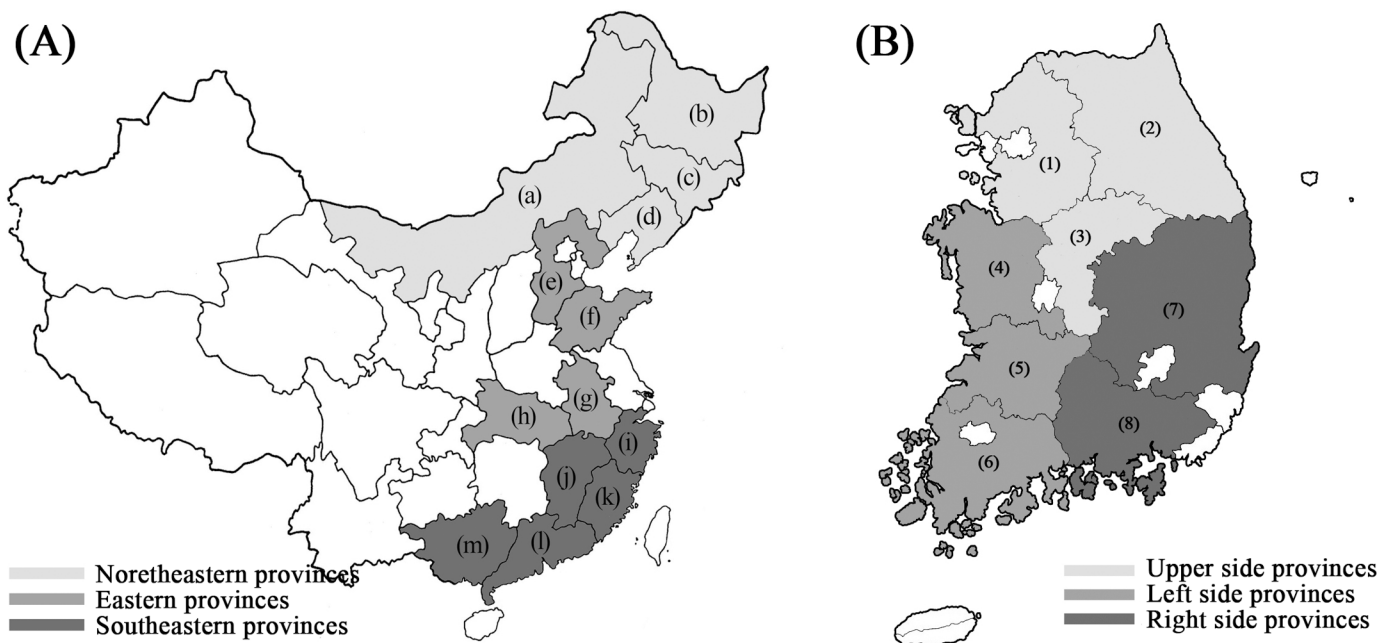 (A)
(B)
(b)
(2)
(1)
(c)
(a)
(d)
(3)
(4)
(e)
(f)
(7)
(5)
(g)
(h)
(8)
(i)
(6)
(j)
(k)
(m)
(l)
Noretheastern provinces
Eastern provinces
Southeastern provinces
Upper side provinces
Left side provinces
Right side provinces